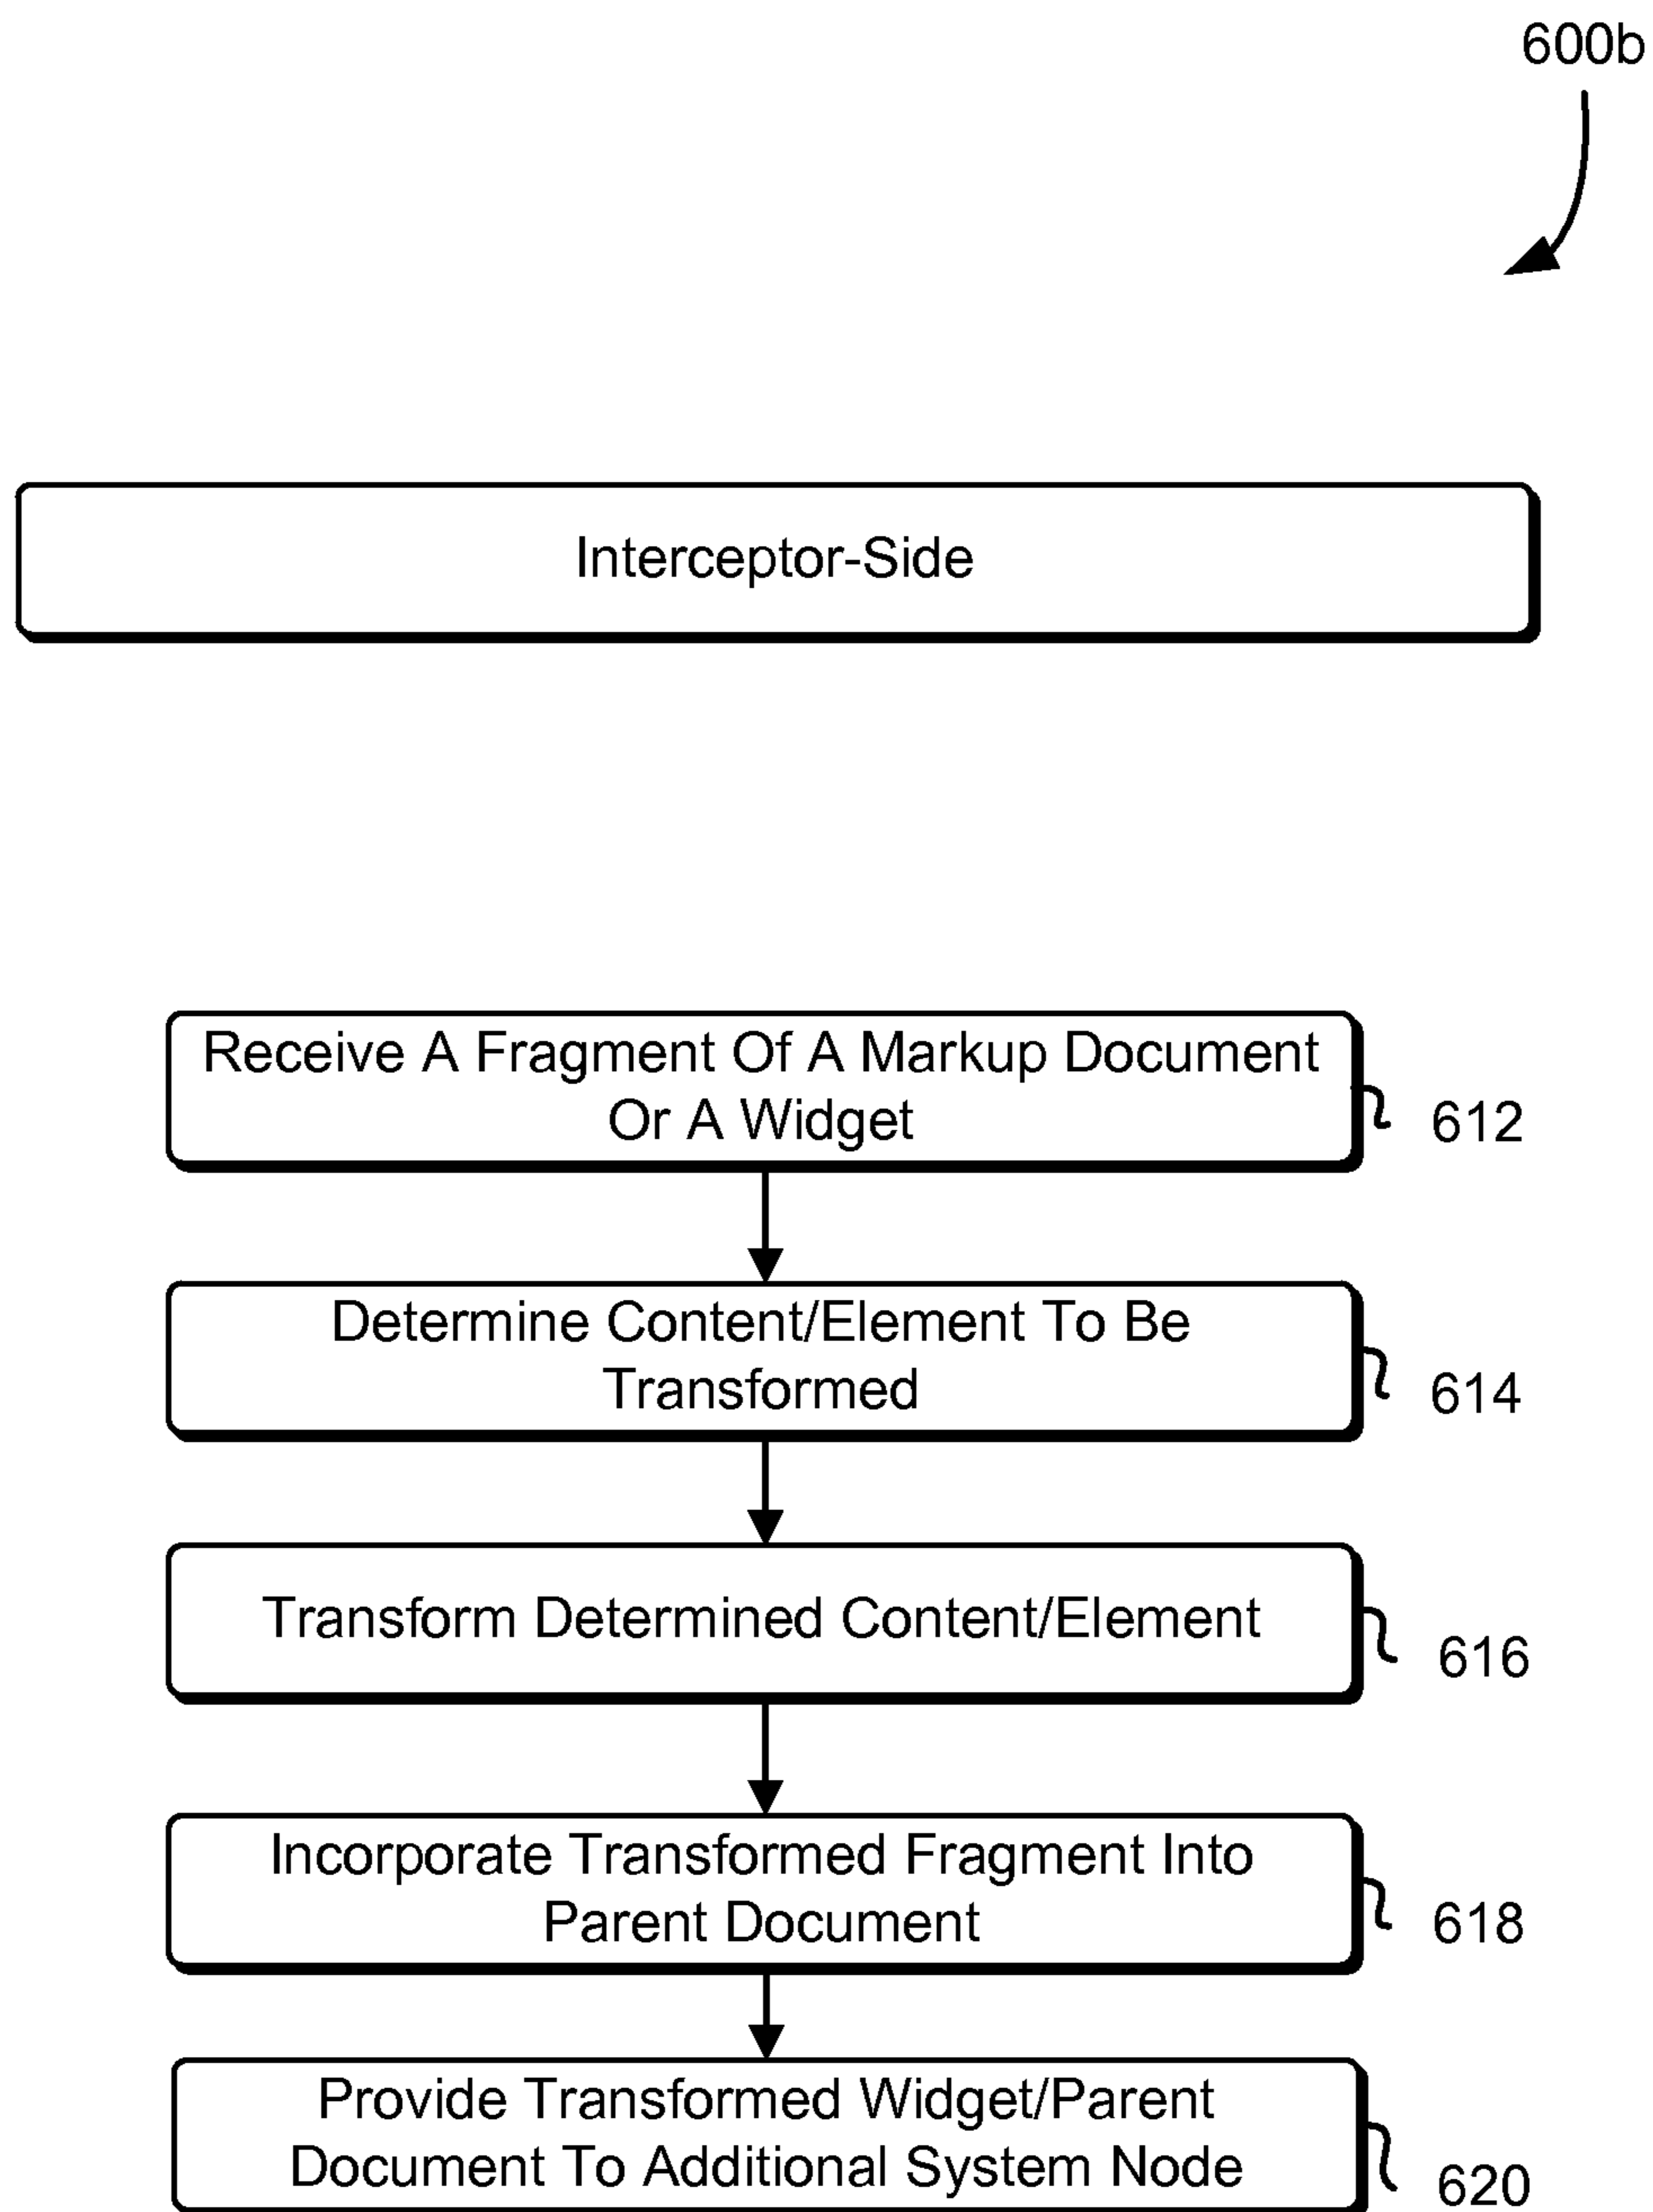 600b
Interceptor-Side
Receive A Fragment Of A Markup Document
Or A Widget
612
Determine Content/Element To Be
Transformed
614
Transform Determined Content/Element
616
Incorporate Transformed Fragment Into
Parent Document
618
Provide Transformed Widget/Parent
Document To Additional System Node
620